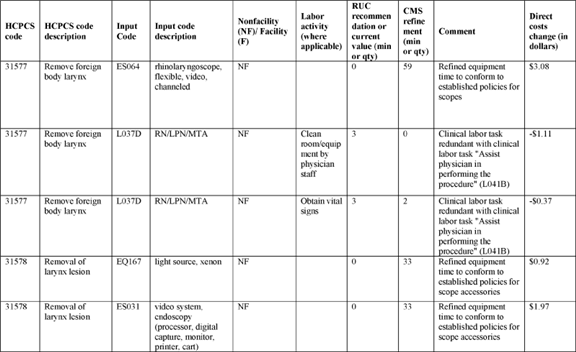 HCPCS code
HCPCS code description
Input Code
Input code description
Nonfacility (NF)/ Facility (F)
Labor activity (where applicable)
RUC recommen dation or current value (min or qty)
CMS refine ment (min or qty)
Comment
Direct costs change (in dollars)
31577
Remove foreign body larynx
ES064
rhinolaryngoscope, flexible, video, channeled
NF
0
59
Refined equipment time to conform to established policies for scopes
$3.08
31577
Remove foreign body larynx
L037D
RN/LPN/MTA
NF
Clean room/equip ment by physician staff
3
0
Clinical labor task redundant with clinical labor task "Assist physician in performing the procedure" (L041B)
-$1.11
31577
Remove foreign body larynx
L037D
RN/LPN/MTA
NF
Obtain vital signs
3
2
Clinical labor task redundant with clinical labor task "Assist physician in performing the procedure" (L041B)
-$0.37
31578
Removal of larynx lesion
EQ167
light source, xenon
NF
0
33
Refined equipment time to conform to established policies for scope accessories
$0.92
31578
Removal of larynx lesion
ES031
video system, endoscopy (processor, digital capture, monitor, printer, cart)
NF
0
33
Refined equipment time to conform to established policies for scope accessories
$1.97